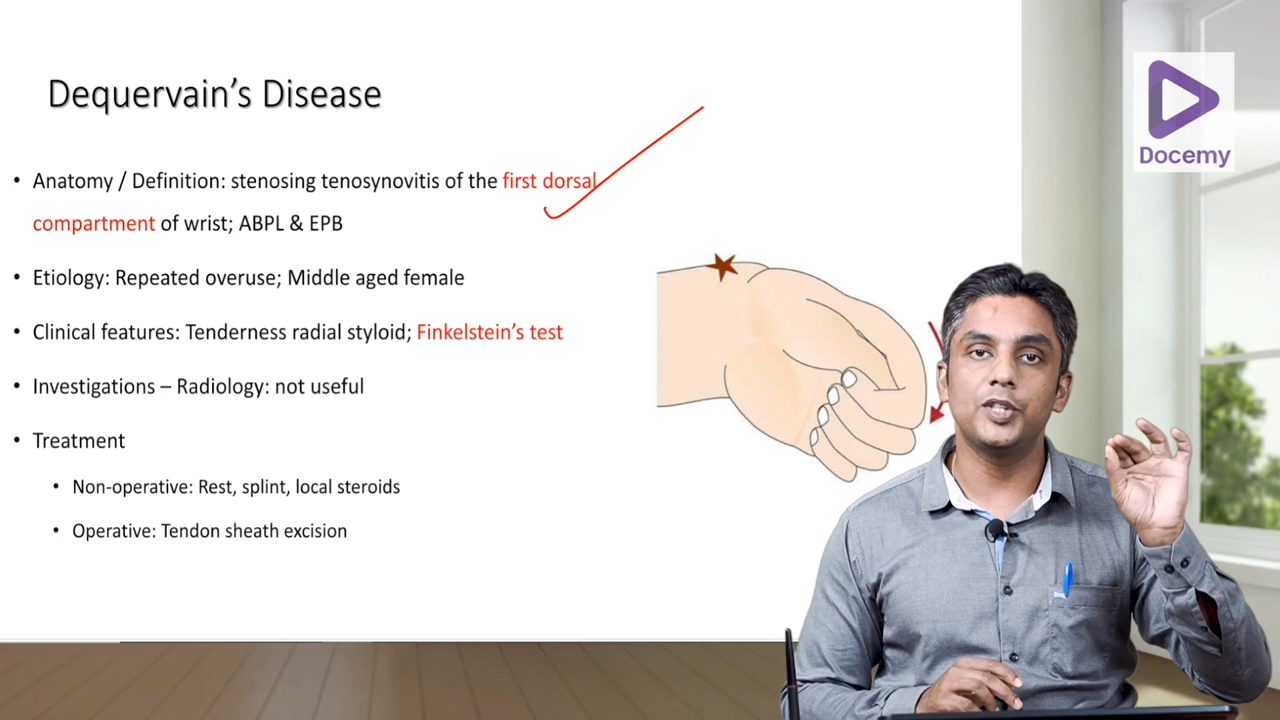 Dequervain's Disease
Docemy
• Anatomy / Definition: stenosing tenosynovitis of the first dorsal
compartment of wrist; ABPL & EPB
• Etiology: Repeated overuse; Middle aged female
• Clinical features: Tenderness radial styloid; Finkelstein's test
• Investigations – Radiology: not useful
• Treatment
• Non-operative: Rest, splint, local steroids
• Operative: Tendon sheath excision